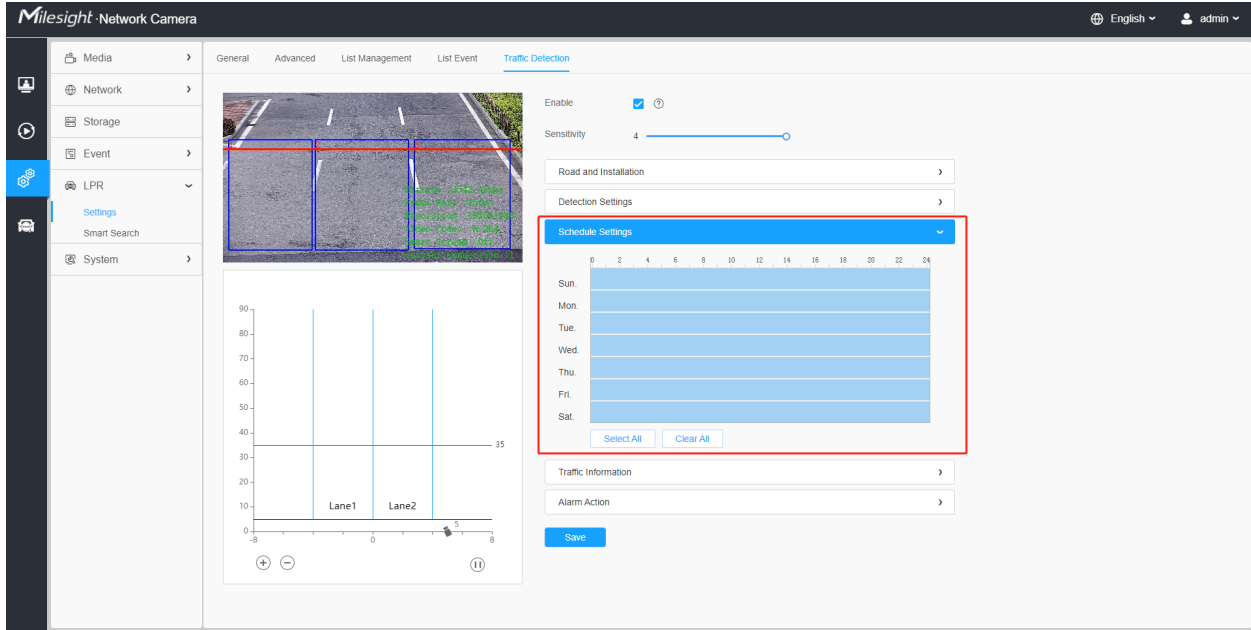 Milesight · Network Camera
English
admin
Media
Network
Storage
Event
LPR
Settings
Smart Search
System
General
Advanced
List Management
List Event
Traffic Detection
90
80
70
60
50
40
35
30
20
10
Lane1
Lane2
5
0
-8
0
8
Enable
Sensitivity
4
Road and Installation
Detection Settings
Schedule Settings
0 2 4 6 8 10 12 14 16 18 20 22 24
Sun.
Mon.
Tue.
Wed.
Thu.
Fri.
Sat.
Select All
Clear All
Traffic Information
Alarm Action
Save